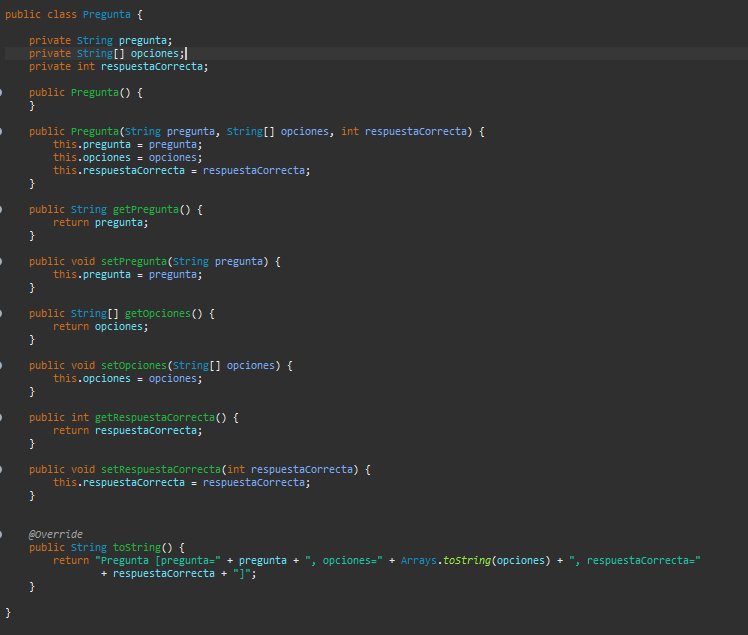 public class Pregunta {
private String pregunta;
private String[] opciones;
private int respuestaCorrecta;
public Pregunta() {
}
public Pregunta(String pregunta, String[] opciones, int respuestaCorrecta) {
this.pregunta = pregunta;
this.opciones = opciones;
this.respuestaCorrecta = respuestaCorrecta;
}
public String getPregunta() {
return pregunta;
}
public void setPregunta(String pregunta) {
this.pregunta = pregunta;
}
public String[] getOpciones() {
return opciones;
}
public void setOpciones(String[] opciones) {
this.opciones = opciones;
}
public int getRespuestaCorrecta() {
return respuestaCorrecta;
}
public void setRespuestaCorrecta(int respuestaCorrecta) {
this.respuestaCorrecta = respuestaCorrecta;
}
@Override
public String toString() {
return "Pregunta [pregunta=" + pregunta + ", opciones=" + Arrays.toString(opciones) + ", respuestaCorrecta="
+ respuestaCorrecta + "]";
}
}